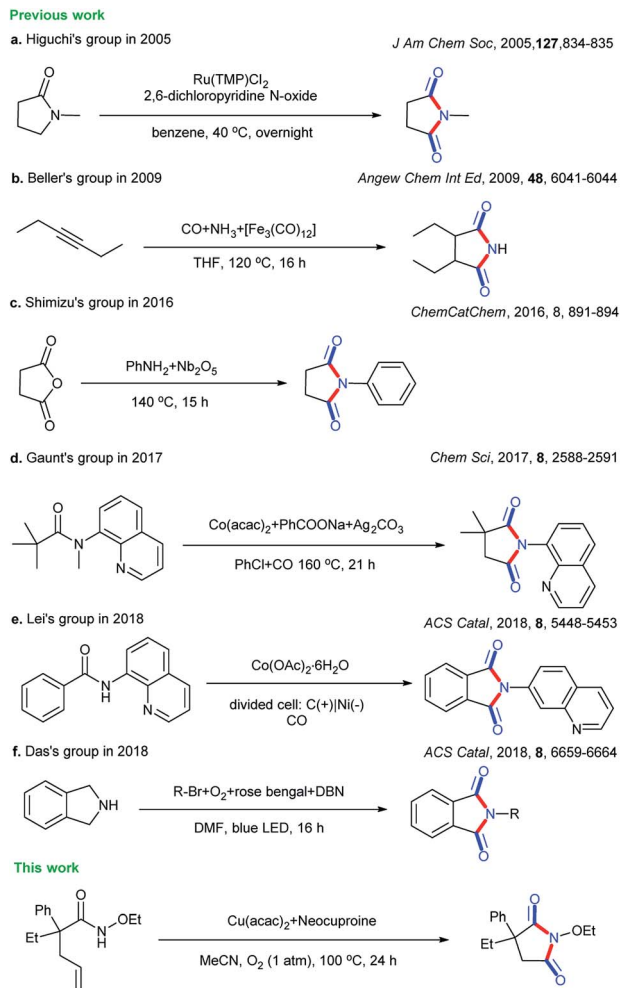 Previous work
a. Higuchi's group in 2005
J Am Chem Soc, 2005,127,834-835
O
N
Ru(TMP)Cl2
2,6-dichloropyridine N-oxide
benzene, 40 ºC, overnight
O
N
O
b. Beller's group in 2009
Angew Chem Int Ed, 2009, 48, 6041-6044
CO+NH3+[Fe3(CO)12]
THF, 120 ºC, 16 h
O
NH
O
c. Shimizu's group in 2016
ChemCatChem, 2016, 8, 891-894
O
O
O
PhNH2+Nb2O5
140 ºC, 15 h
O
N
O
d. Gaunt's group in 2017
Chem Sci, 2017, 8, 2588-2591
O
N
N
Co(acac)2+PhCOONa+Ag2CO3
PhCl+CO 160 ºC, 21 h
O
N
O
N
e. Lei's group in 2018
ACS Catal, 2018, 8, 5448-5453
O
N
H
N
Co(OAc)2·6H2O
divided cell: C(+)|Ni(-)
CO
O
N
O
N
f. Das's group in 2018
ACS Catal, 2018, 8, 6659-6664
NH
R-Br+O2+rose bengal+DBN
DMF, blue LED, 16 h
O
N-R
O
This work
Ph
O
OEt
Et
N
H
Cu(acac)2+Neocuproine
MeCN, O2 (1 atm), 100 ºC, 24 h
Ph
O
Et
N
OEt
O